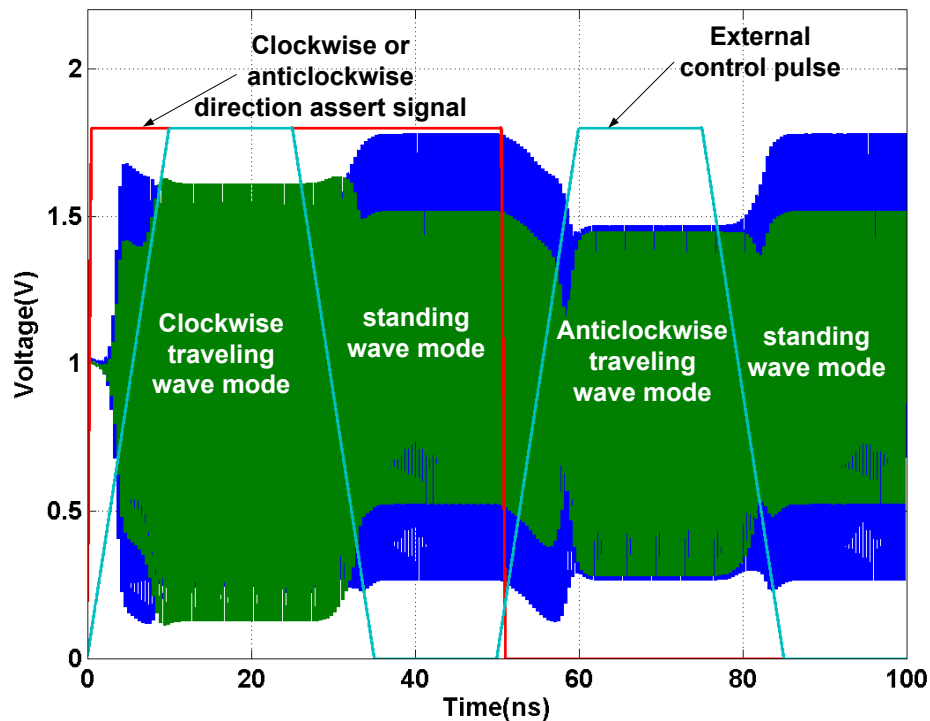 Clockwise or
anticlockwise
direction assert signal
External
control pulse
2
1.5
1
0.5
0
Voltage(V)
Clockwise
traveling
wave mode
standing
wave mode
Anticlockwise
traveling
wave mode
standing
wave mode
0
20
40
60
80
100
Time(ns)